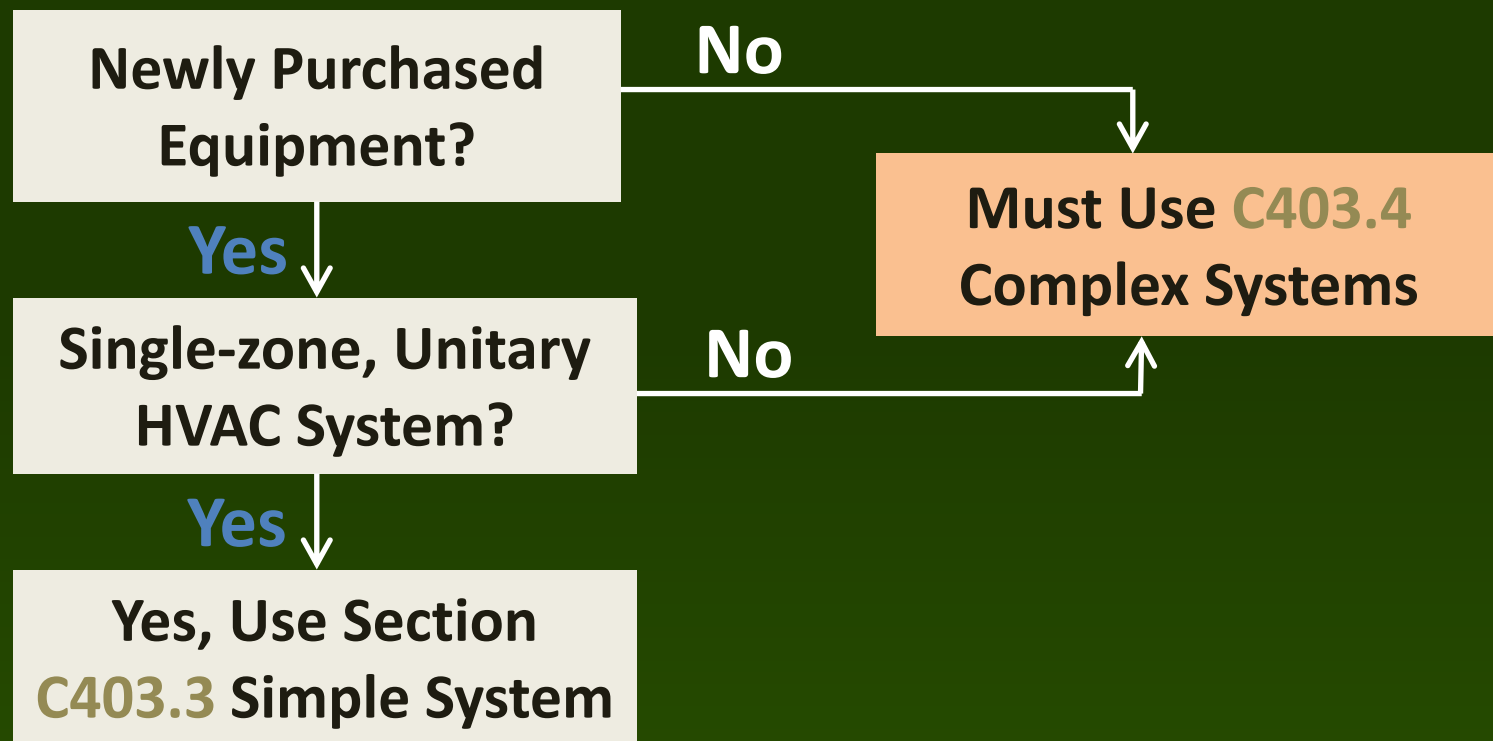 Newly Purchased
Equipment?
No
Must Use C403.4
Complex Systems
Yes
Single-zone, Unitary
HVAC System?
No
Yes
Yes, Use Section
C403.3 Simple System